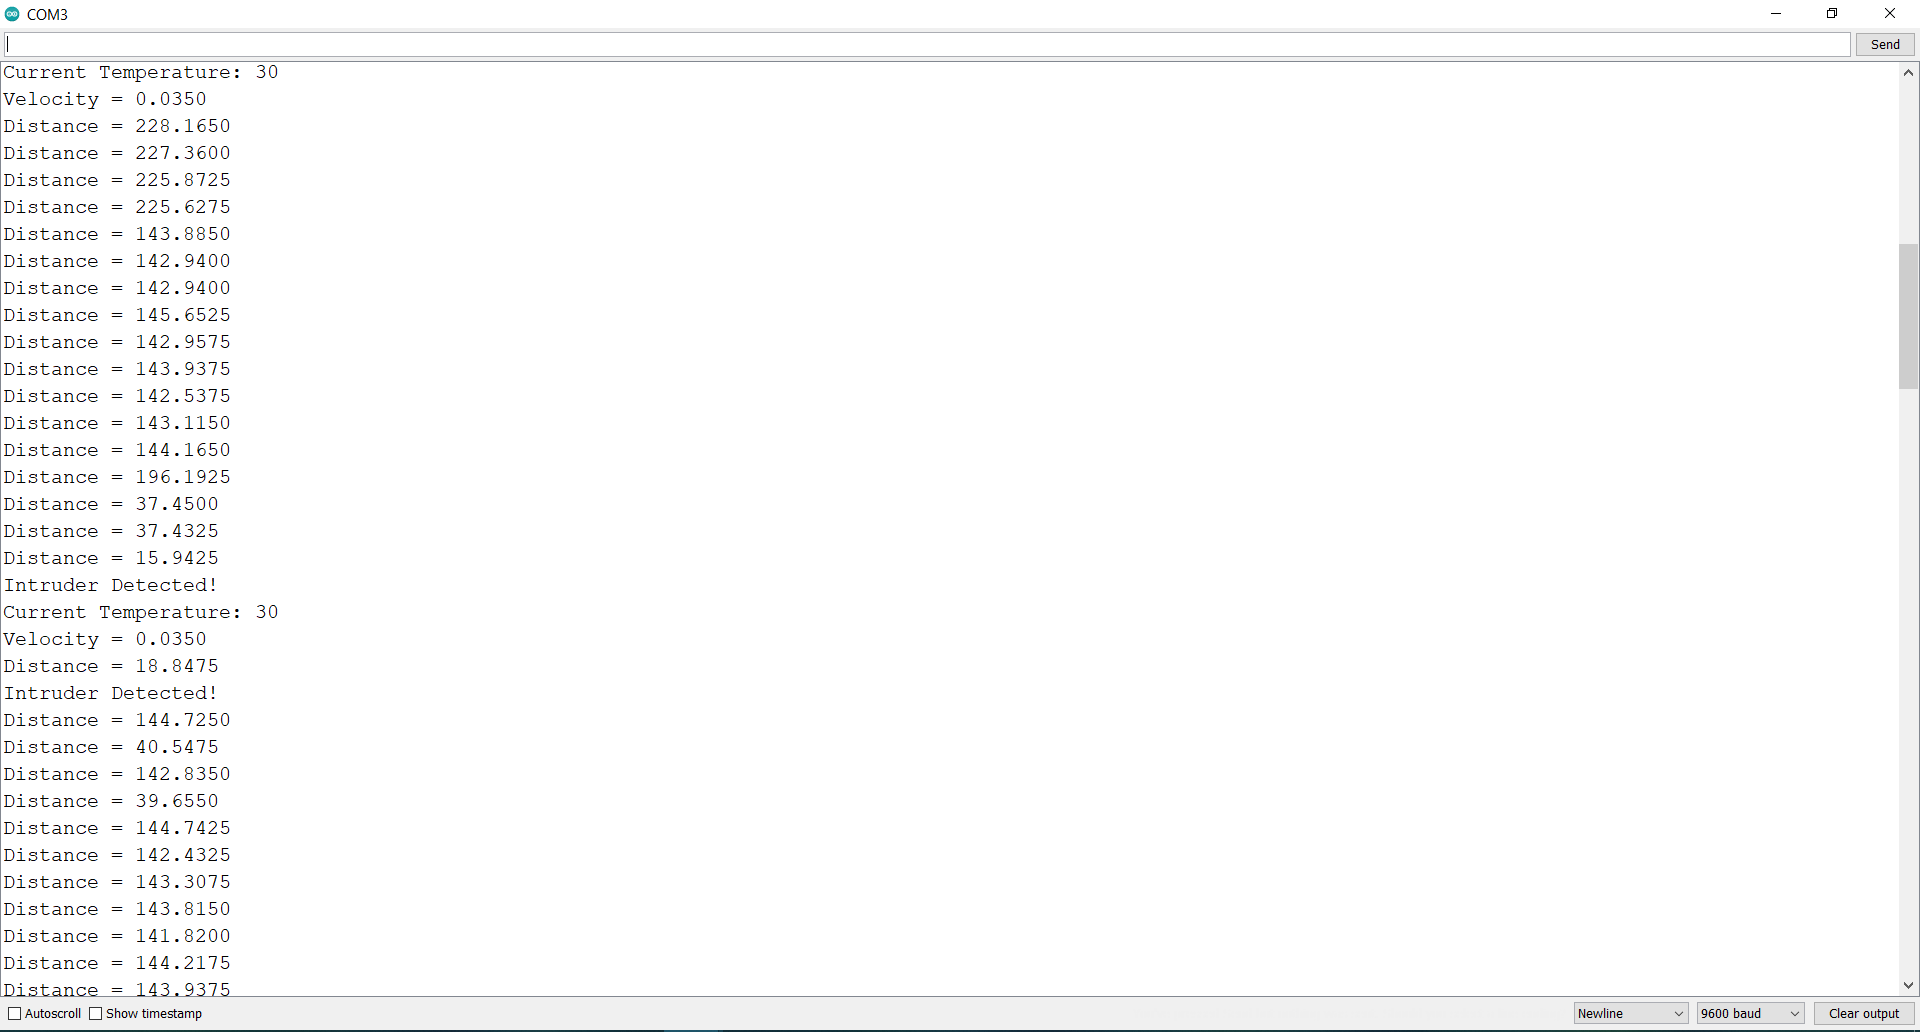 COM3
Send
Current Temperature: 30
Velocity = 0.0350
Distance = 228.1650
Distance = 227.3600
Distance = 225.8725
Distance = 225.6275
Distance = 143.8850
Distance = 142.9400
Distance = 142.9400
Distance = 145.6525
Distance = 142.9575
Distance = 143.9375
Distance = 142.5375
Distance = 143.1150
Distance = 144.1650
Distance = 196.1925
Distance = 37.4500
Distance = 37.4325
Distance = 15.9425
Intruder Detected!
Current Temperature: 30
Velocity = 0.0350
Distance = 18.8475
Intruder Detected!
Distance = 144.7250
Distance = 40.5475
Distance = 142.8350
Distance = 39.6550
Distance = 144.7425
Distance = 142.4325
Distance = 143.3075
Distance = 143.8150
Distance = 141.8200
Distance = 144.2175
Distance = 143.9375
Autoscroll Show timestamp Newline 9600 baud Clear output